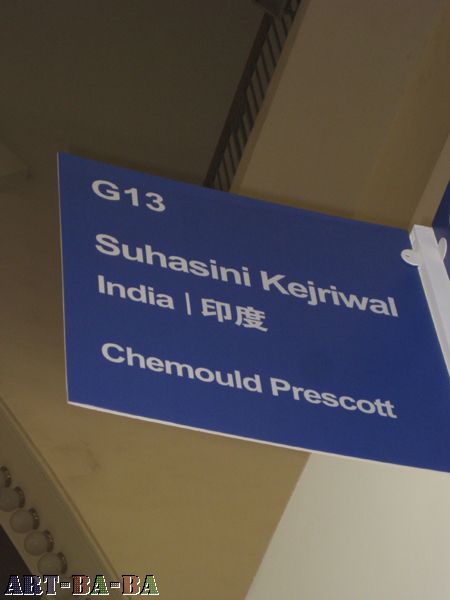 G13
Suhasini Kejriwal
India | 印度
Chemould Prescott
ART-BA-BA